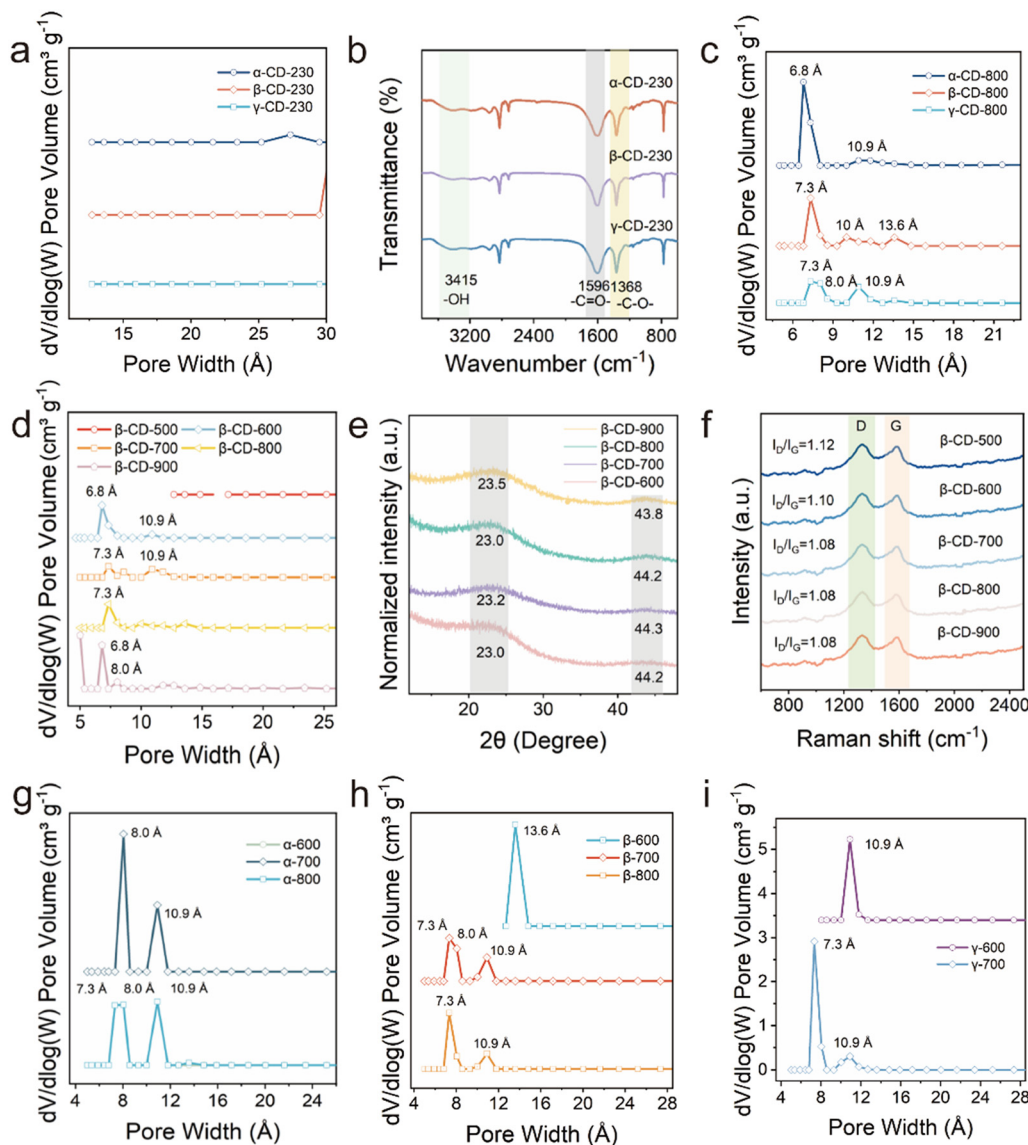 a
dV/dlog(W) Pore Volume (cm³ g⁻¹)
α-CD-230
β-CD-230
γ-CD-230
15 20 25 30
Pore Width (Å)
b
Transmittance (%)
α-CD-230
β-CD-230
γ-CD-230
3415
-OH
1596
-C=O-
1368
-C-O-
3200 2400 1600 800
Wavenumber (cm⁻¹)
c
dV/dlog(W) Pore Volume (cm³ g⁻¹)
α-CD-800
β-CD-800
γ-CD-800
6.8 Å
10.9 Å
7.3 Å
10 Å
13.6 Å
7.3 Å
8.0 Å
10.9 Å
6 9 12 15 18 21
Pore Width (Å)
d
dV/dlog(W) Pore Volume (cm³ g⁻¹)
β-CD-500 β-CD-600
β-CD-700 β-CD-800
β-CD-900
6.8 Å
10.9 Å
7.3 Å
10.9 Å
7.3 Å
6.8 Å
8.0 Å
5 10 15 20 25
Pore Width (Å)
e
Normalized intensity (a.u.)
β-CD-900
β-CD-800
β-CD-700
β-CD-600
23.5
43.8
23.0
44.2
23.2
44.3
23.0
44.2
20 30 40
2θ (Degree)
f
Intensity (a.u.)
D G
I_D/I_G=1.12 β-CD-500
I_D/I_G=1.10 β-CD-600
I_D/I_G=1.08 β-CD-700
I_D/I_G=1.08 β-CD-800
I_D/I_G=1.08 β-CD-900
800 1200 1600 2000 2400
Raman shift (cm⁻¹)
g
dV/dlog(W) Pore Volume (cm³ g⁻¹)
α-600
α-700
α-800
8.0 Å
10.9 Å
7.3 Å 8.0 Å 10.9 Å
4 8 12 16 20 24
Pore Width (Å)
h
dV/dlog(W) Pore Volume (cm³ g⁻¹)
β-600
β-700
β-800
13.6 Å
7.3 Å
8.0 Å
10.9 Å
7.3 Å
10.9 Å
4 8 12 16 20 24 28
Pore Width (Å)
i
dV/dlog(W) Pore Volume (cm³ g⁻¹)
5
4
3
2
1
0
10.9 Å
γ-600
γ-700
7.3 Å
10.9 Å
4 8 12 16 20 24 28
Pore Width (Å)